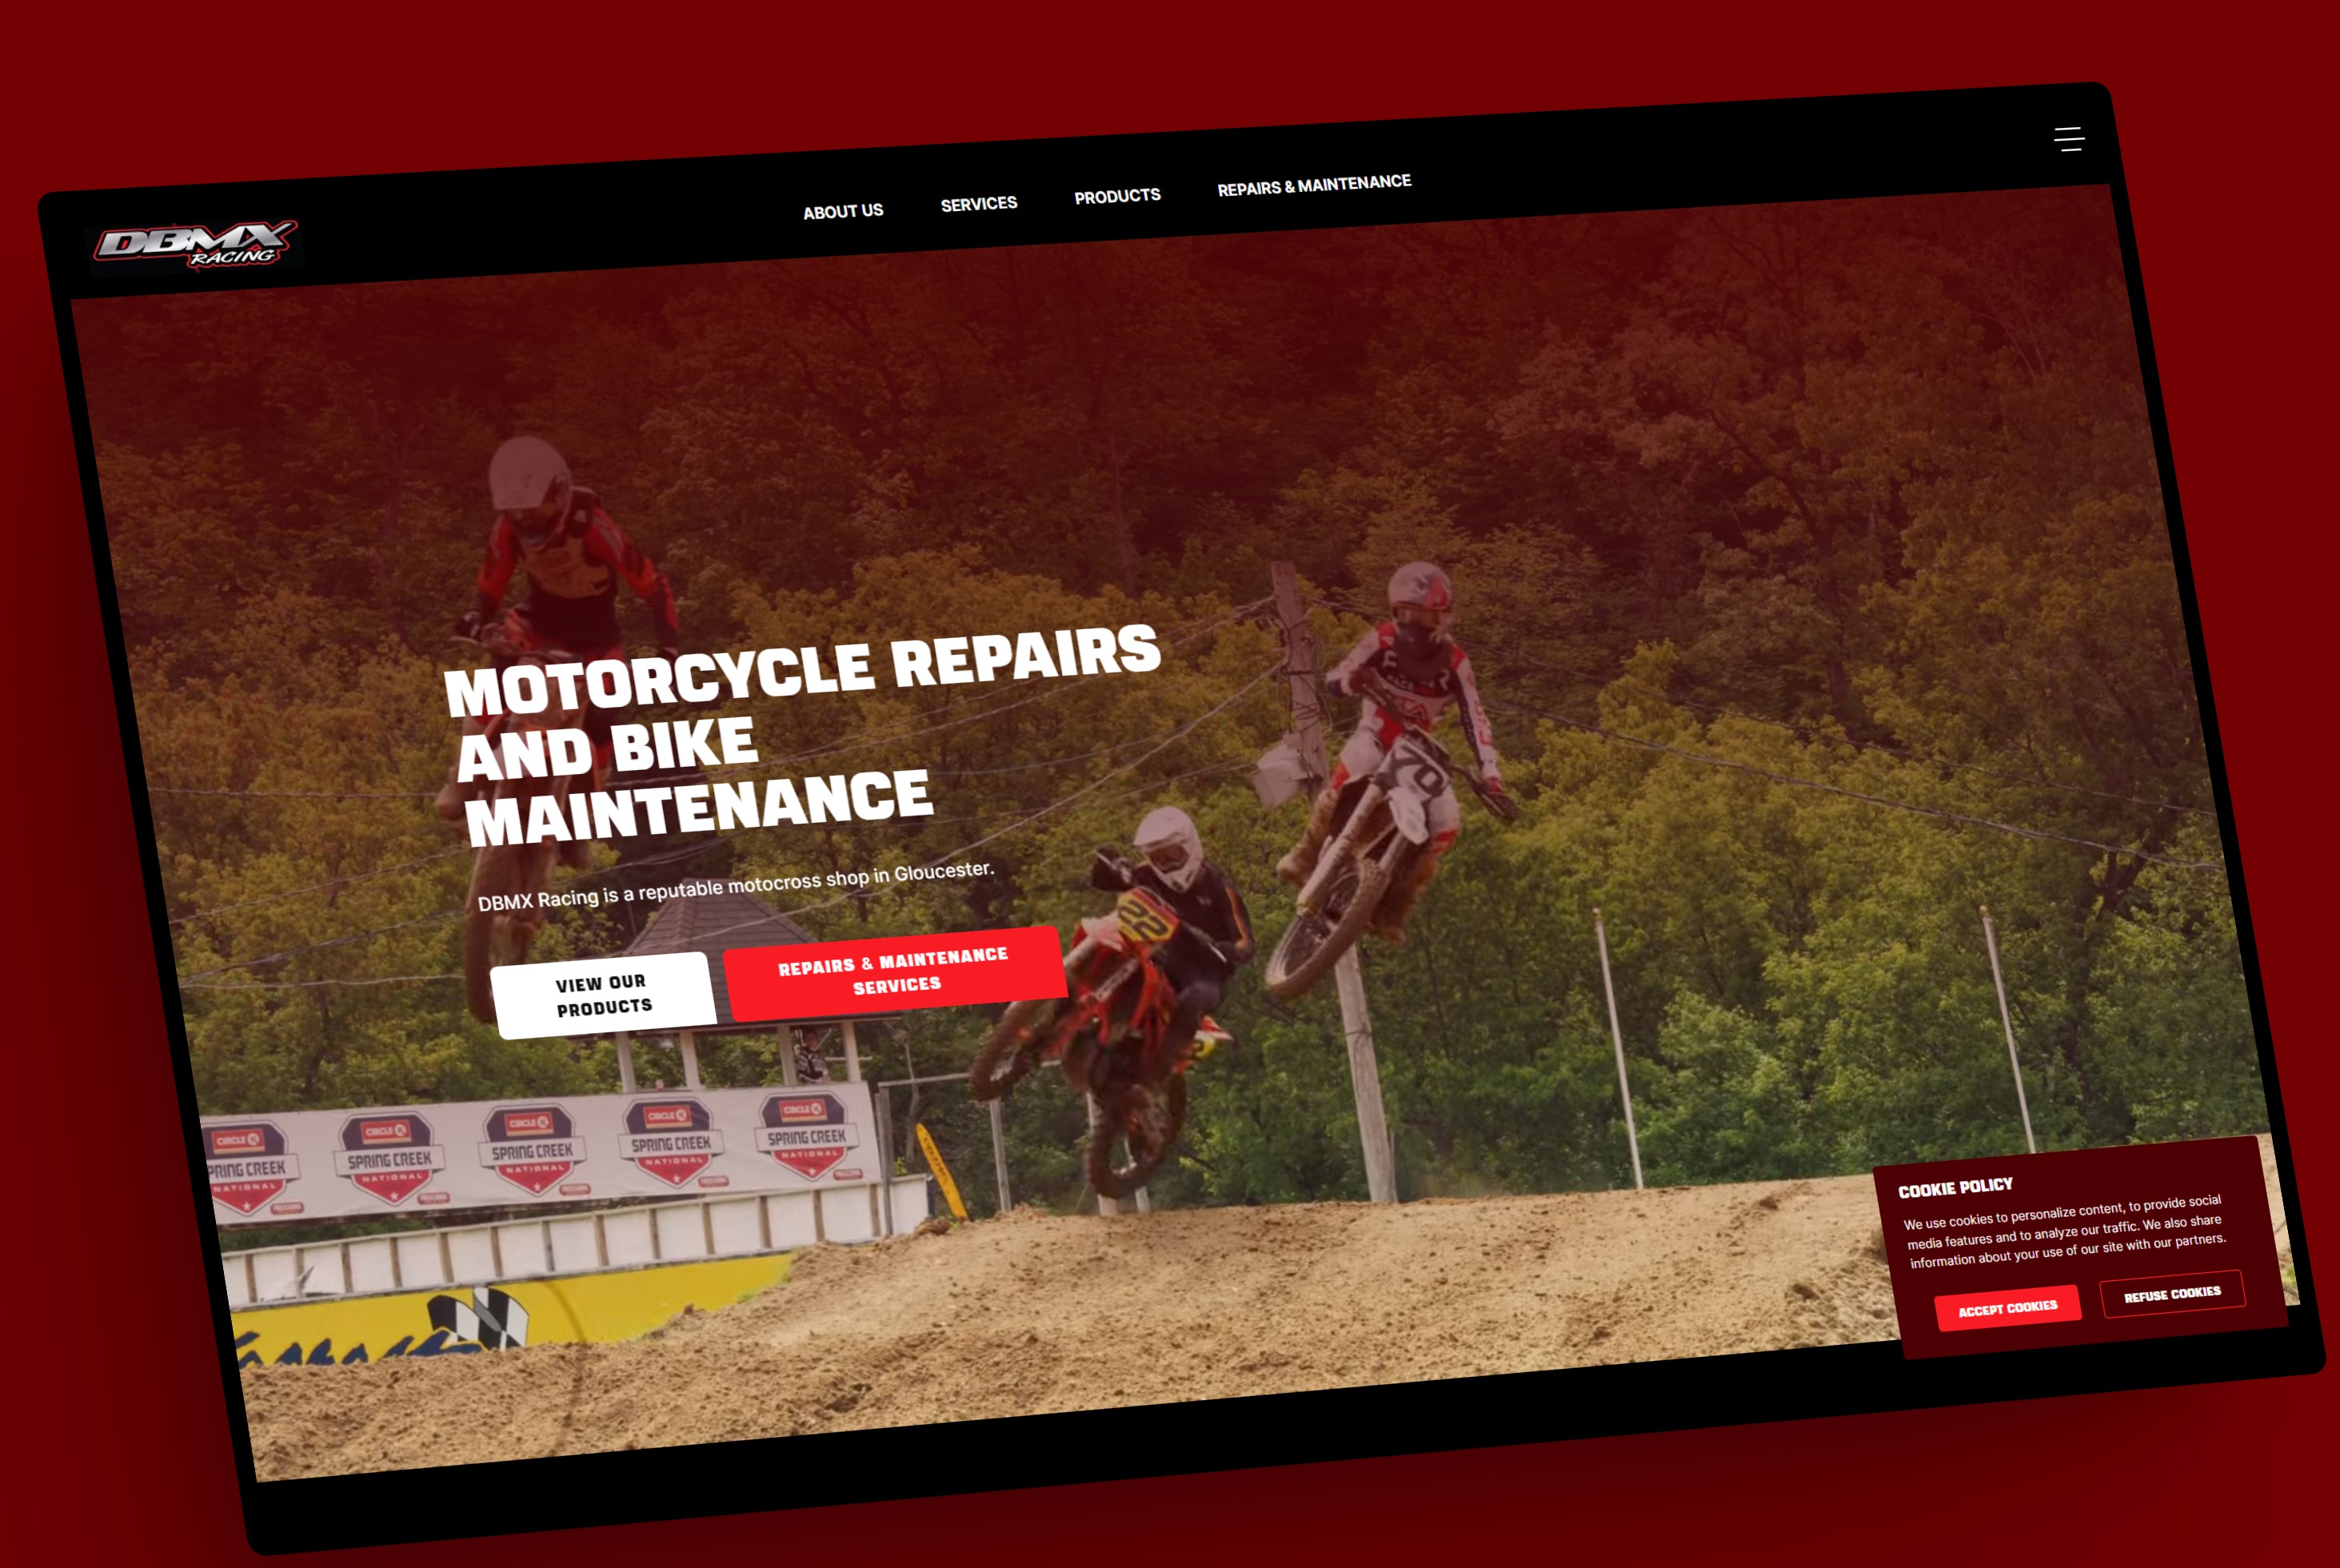 DBMX
RACING
ABOUT US
SERVICES
PRODUCTS
REPAIRS & MAINTENANCE
MOTORCYCLE REPAIRS
AND BIKE
MAINTENANCE
DBMX Racing is a reputable motocross shop in Gloucester.
VIEW OUR
PRODUCTS
REPAIRS & MAINTENANCE
SERVICES
70
22
CIRCLE K
SPRING CREEK
NATIONAL
CIRCLE K
SPRING CREEK
NATIONAL
CIRCLE K
SPRING CREEK
NATIONAL
CIRCLE K
SPRING CREEK
NATIONAL
CIRCLE K
SPRING CREEK
NATIONAL
COOKIE POLICY
We use cookies to personalize content, to provide social
media features and to analyze our traffic. We also share
information about your use of our site with our partners.
ACCEPT COOKIES
REFUSE COOKIES